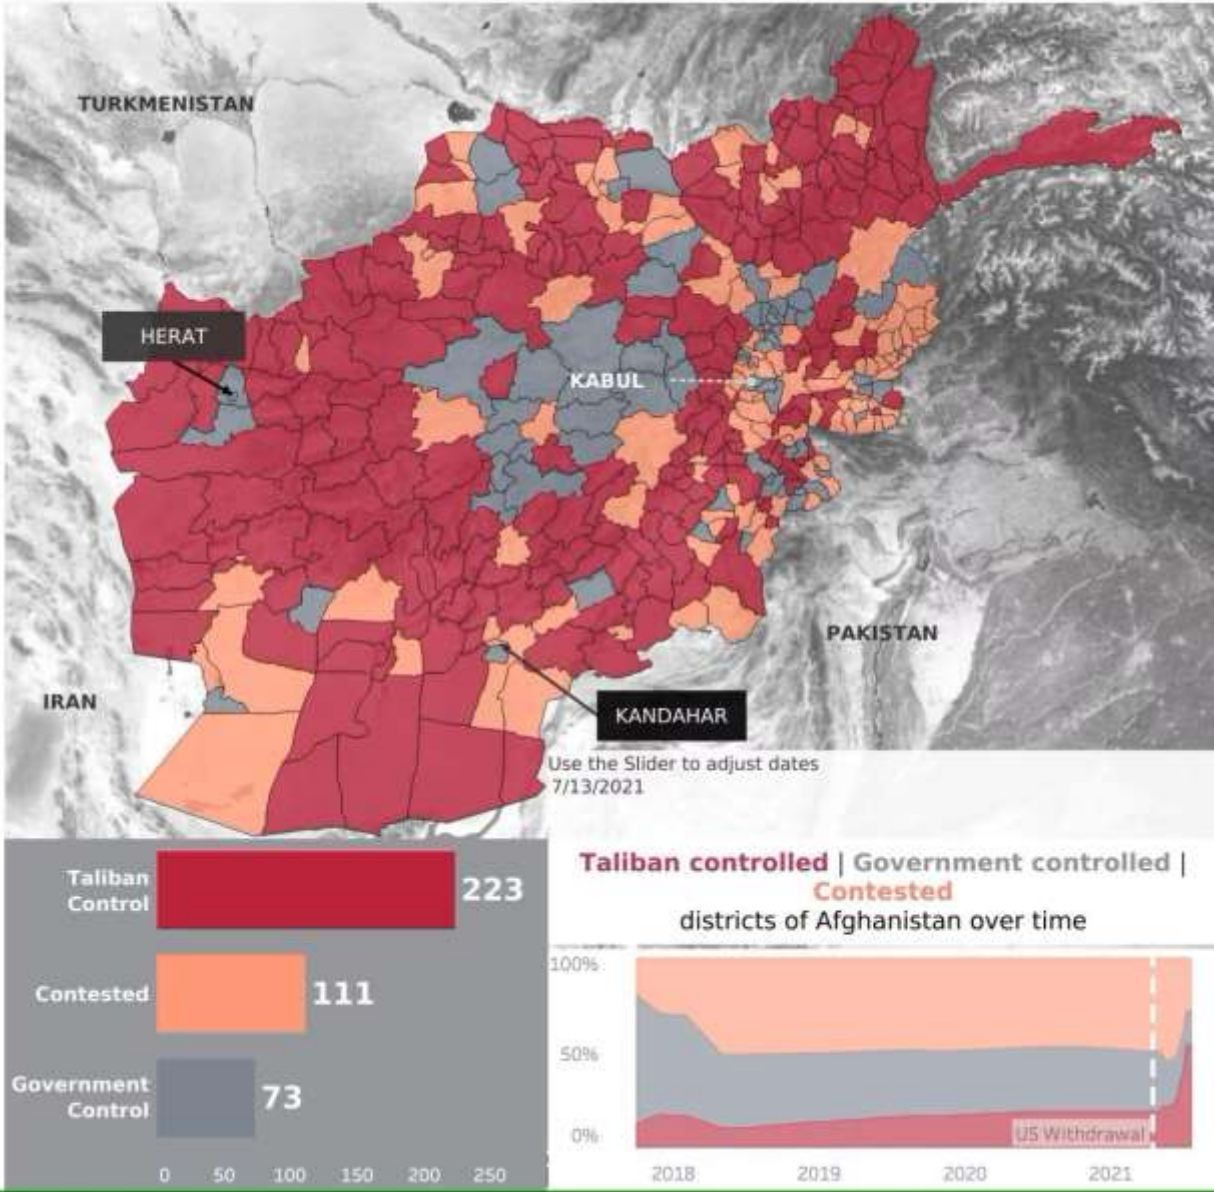 TURKMENISTAN
HERAT
KABUL
PAKISTAN
IRAN
KANDAHAR
Use the Slider to adjust dates
7/13/2021
Taliban
Control
223
Contested
111
Government
Control
73
0 50 100 150 200 250
Taliban controlled | Government controlled |
Contested
districts of Afghanistan over time
100%
50%
0%
US Withdrawal
2018 2019 2020 2021